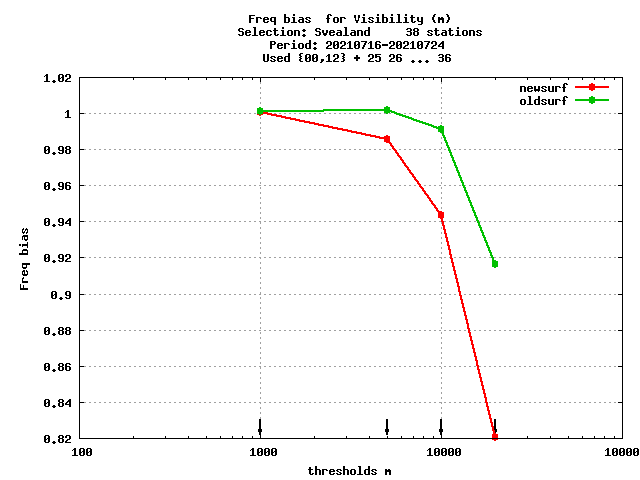 Freq bias  for Visibility (m)
Selection: Svealand     38 stations
Period: 20210716-20210724
Used {00,12} + 25 26 ... 36
newsurf
oldsurf
1.02
1
0.98
0.96
0.94
0.92
0.9
0.88
0.86
0.84
0.82
Freq bias
100
1000
10000
10000
thresholds m